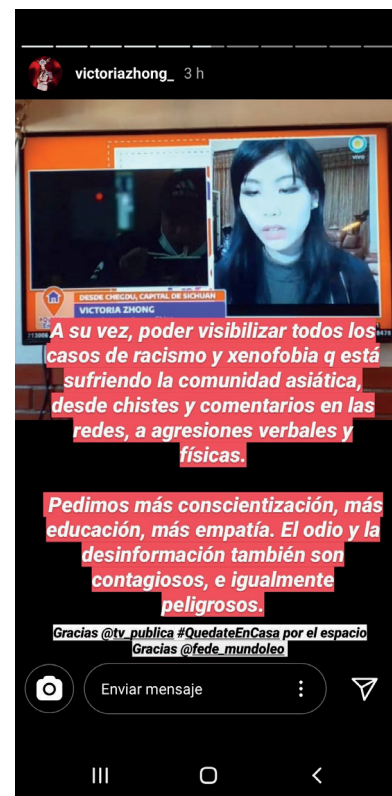 victoriazhong_ 3 h
VIVO
DESDE CHEGDU, CAPITAL DE SICHUAN
VICTORIA ZHONG
A su vez, poder visibilizar todos los
casos de racismo y xenofobia q está
sufriendo la comunidad asiática,
desde chistes y comentarios en las
redes, a agresiones verbales y
físicas.
Pedimos más conscientización, más
educación, más empatía. El odio y la
desinformación también son
contagiosos, e igualmente
peligrosos.
Gracias @tv_publica #QuedateEnCasa por el espacio
Gracias @fede_mundoleo
Enviar mensaje